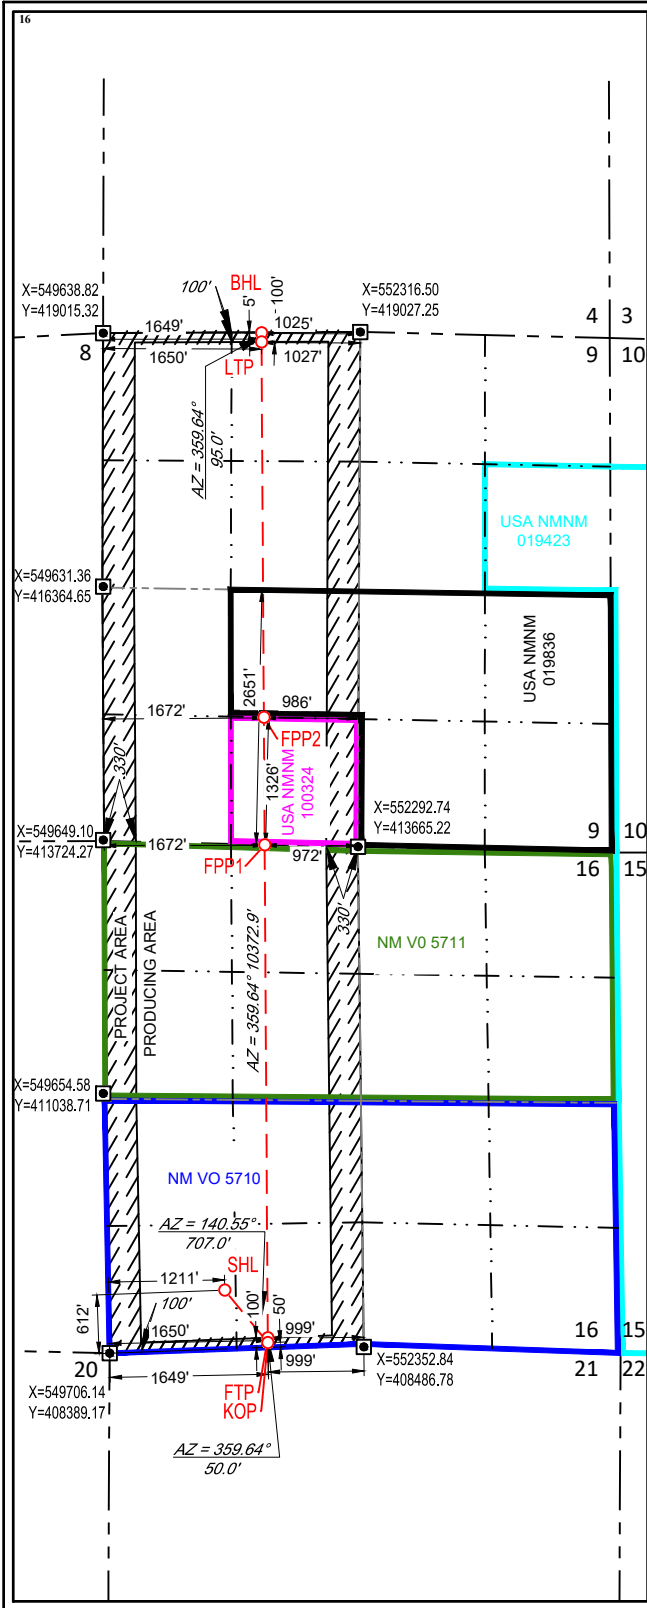 16
X=549638.82
Y=419015.32
100'
BHL
5'
100'
X=552316.50
Y=419027.25
1649'
1025'
4
3
8
1650'
LTP
1027'
9
10
AZ = 359.64°
95.0'
USA NMNM
019423
X=549631.36
Y=416364.65
USA NMNM
019836
2651'
986'
1672'
FPP2
330'
1326'
USA NMNM
100324
X=552292.74
Y=413665.22
X=549649.10
Y=413724.27
1672'
FPP1
972'
9
10
16
15
330'
PROJECT AREA
PRODUCING AREA
AZ = 359.64° 10372.9'
NM V0 5711
X=549654.58
Y=411038.71
NM VO 5710
AZ = 140.55°
707.0'
SHL
1211'
612'
100'
100'
50'
1650'
999'
16
15
20
1649'
999'
21
22
X=552352.84
Y=408486.78
X=549706.14
Y=408389.17
FTP
KOP
AZ = 359.64°
50.0'